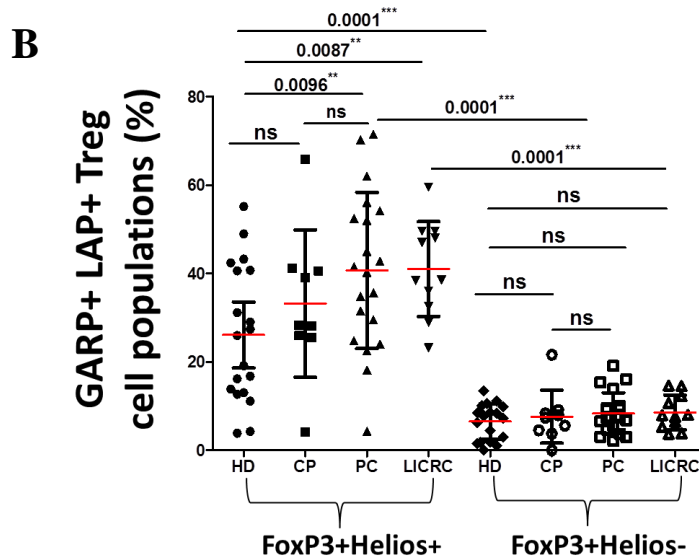 B
0.0001***
0.0087**
0.0096**
ns
ns
0.0001***
0.0001***
ns
ns
ns
ns
GARP+ LAP+ Treg
cell populations (%)
80
60
40
20
0
HD CP PC LICRC HD CP PC LICRC
FoxP3+Helios+ FoxP3+Helios-